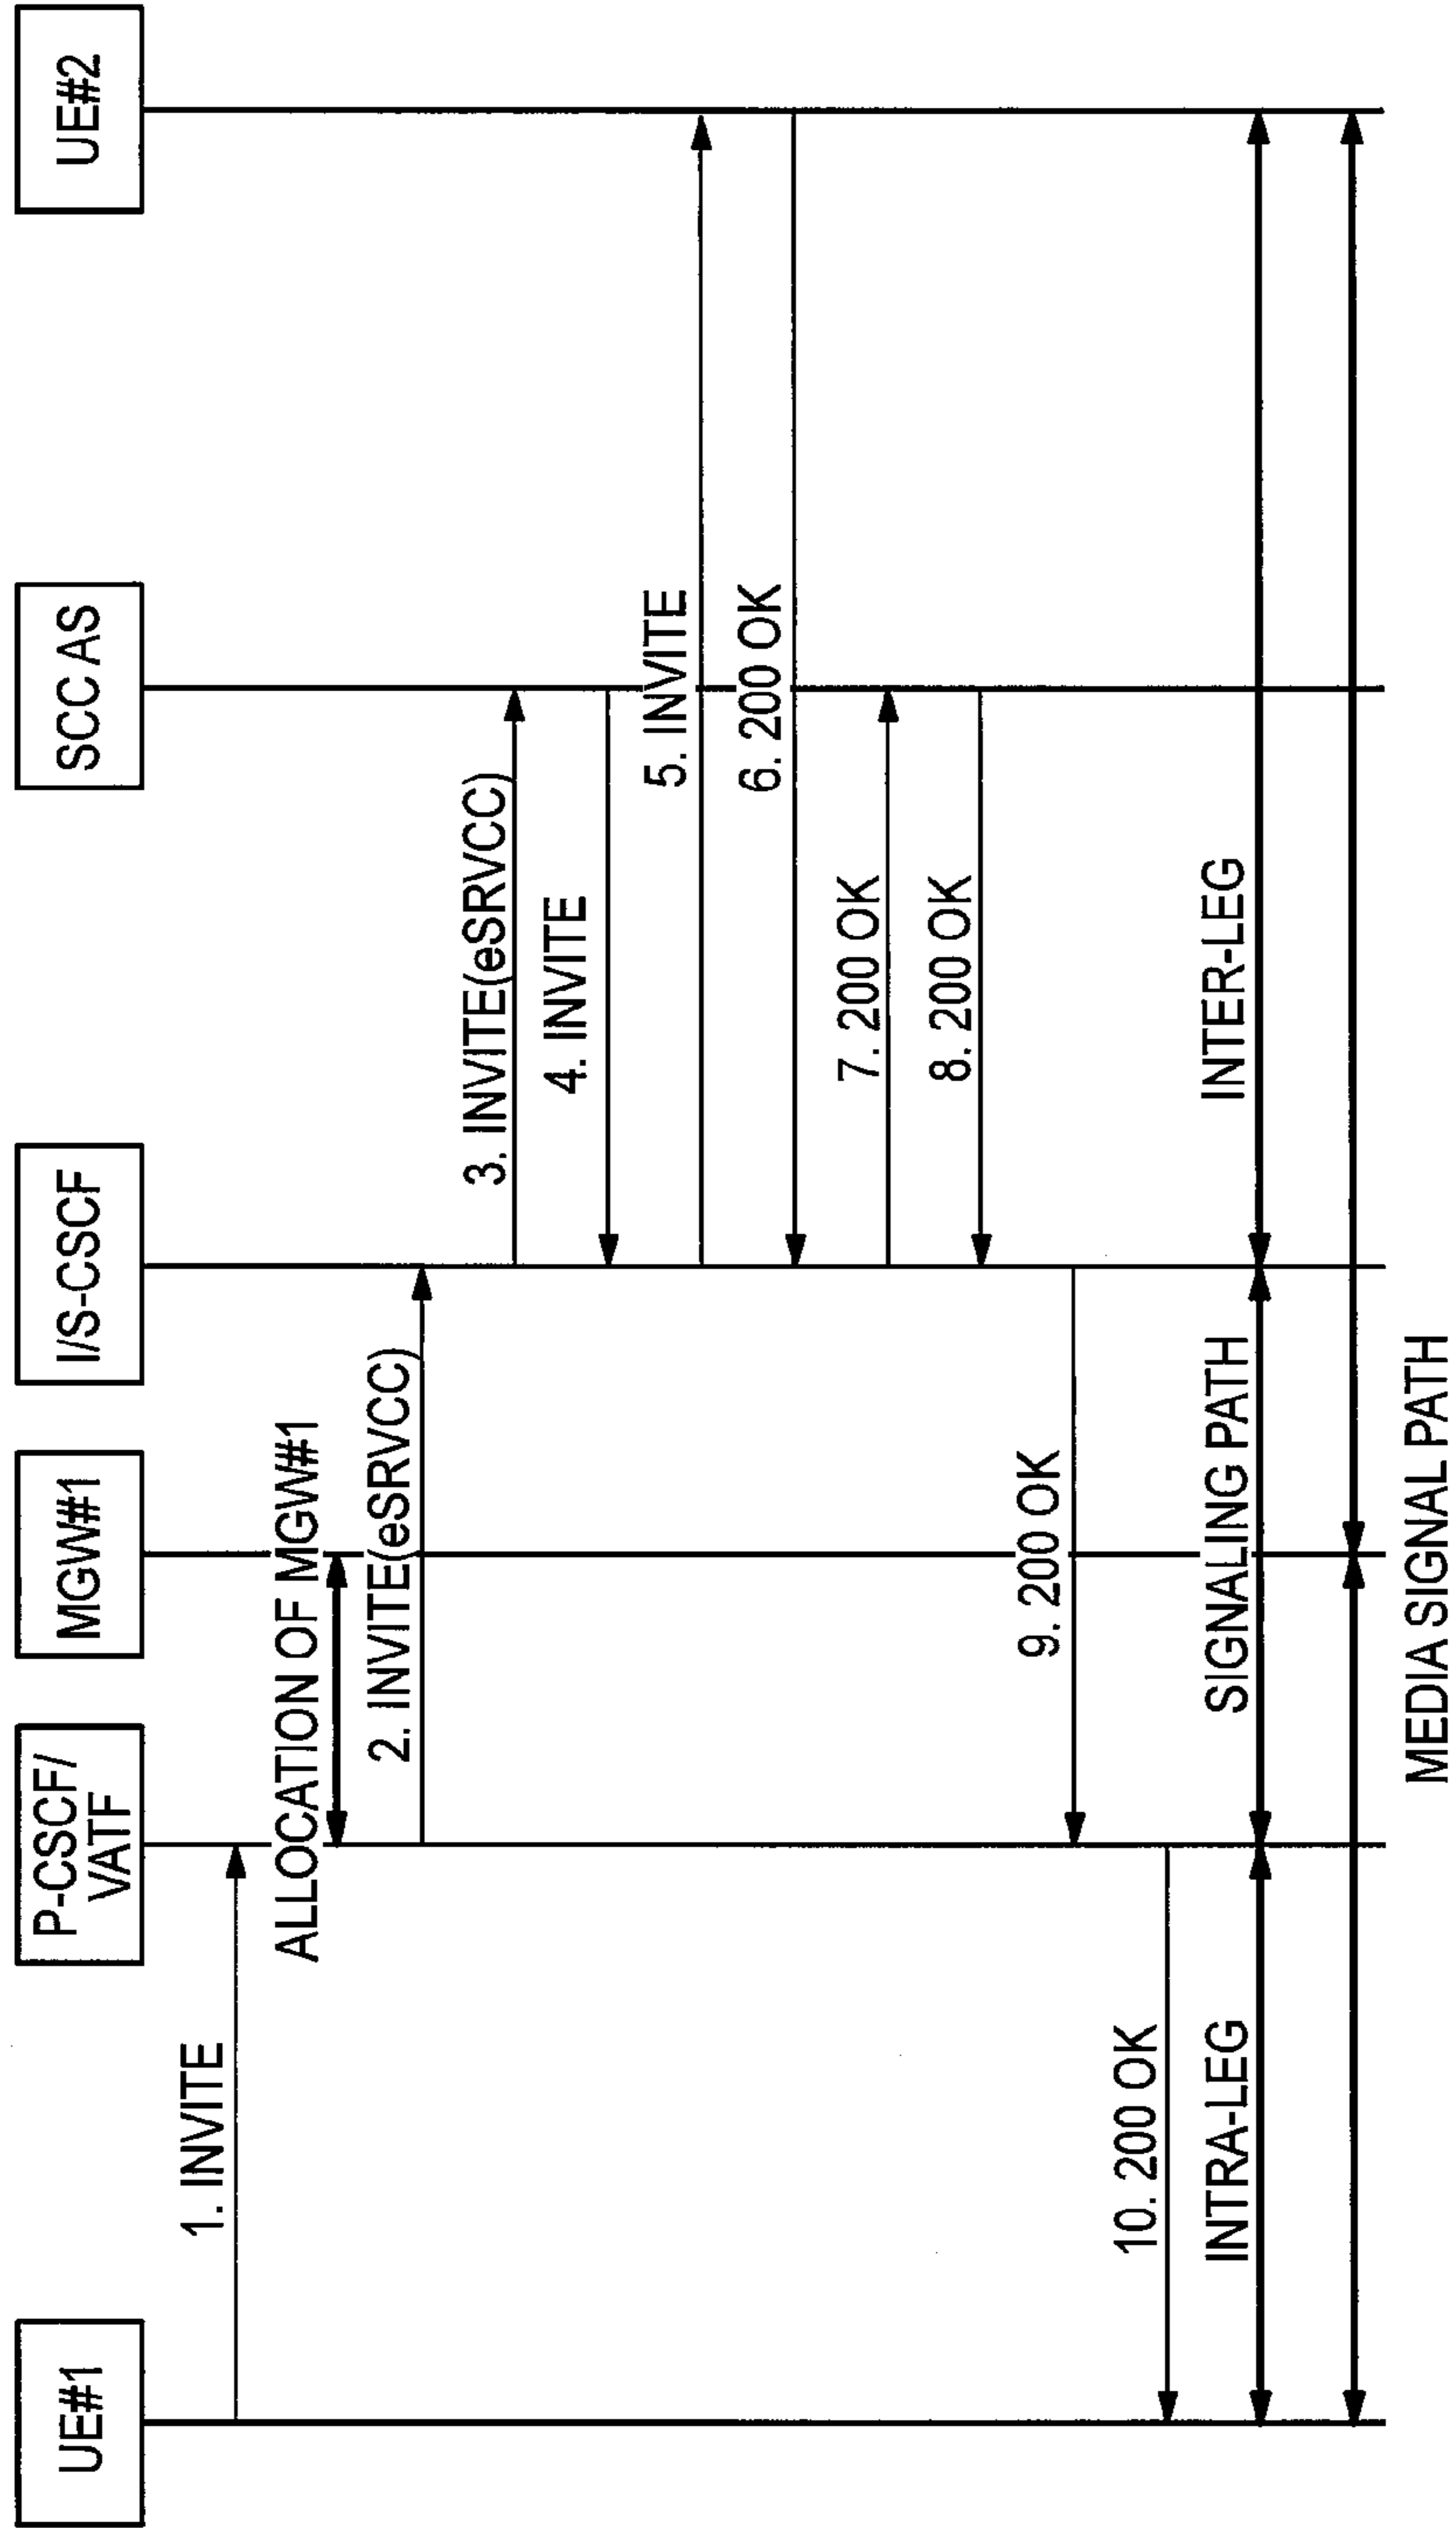 UE#1
P-CSCF/
VATF
MGW#1
I/S-CSCF
SCC AS
UE#2
1. INVITE
ALLOCATION OF MGW#1
2. INVITE(eSRVCC)
3. INVITE(eSRVCC)
4. INVITE
5. INVITE
6. 200 OK
7. 200 OK
8. 200 OK
9. 200 OK
10. 200 OK
INTRA-LEG
SIGNALING PATH
INTER-LEG
MEDIA SIGNAL PATH